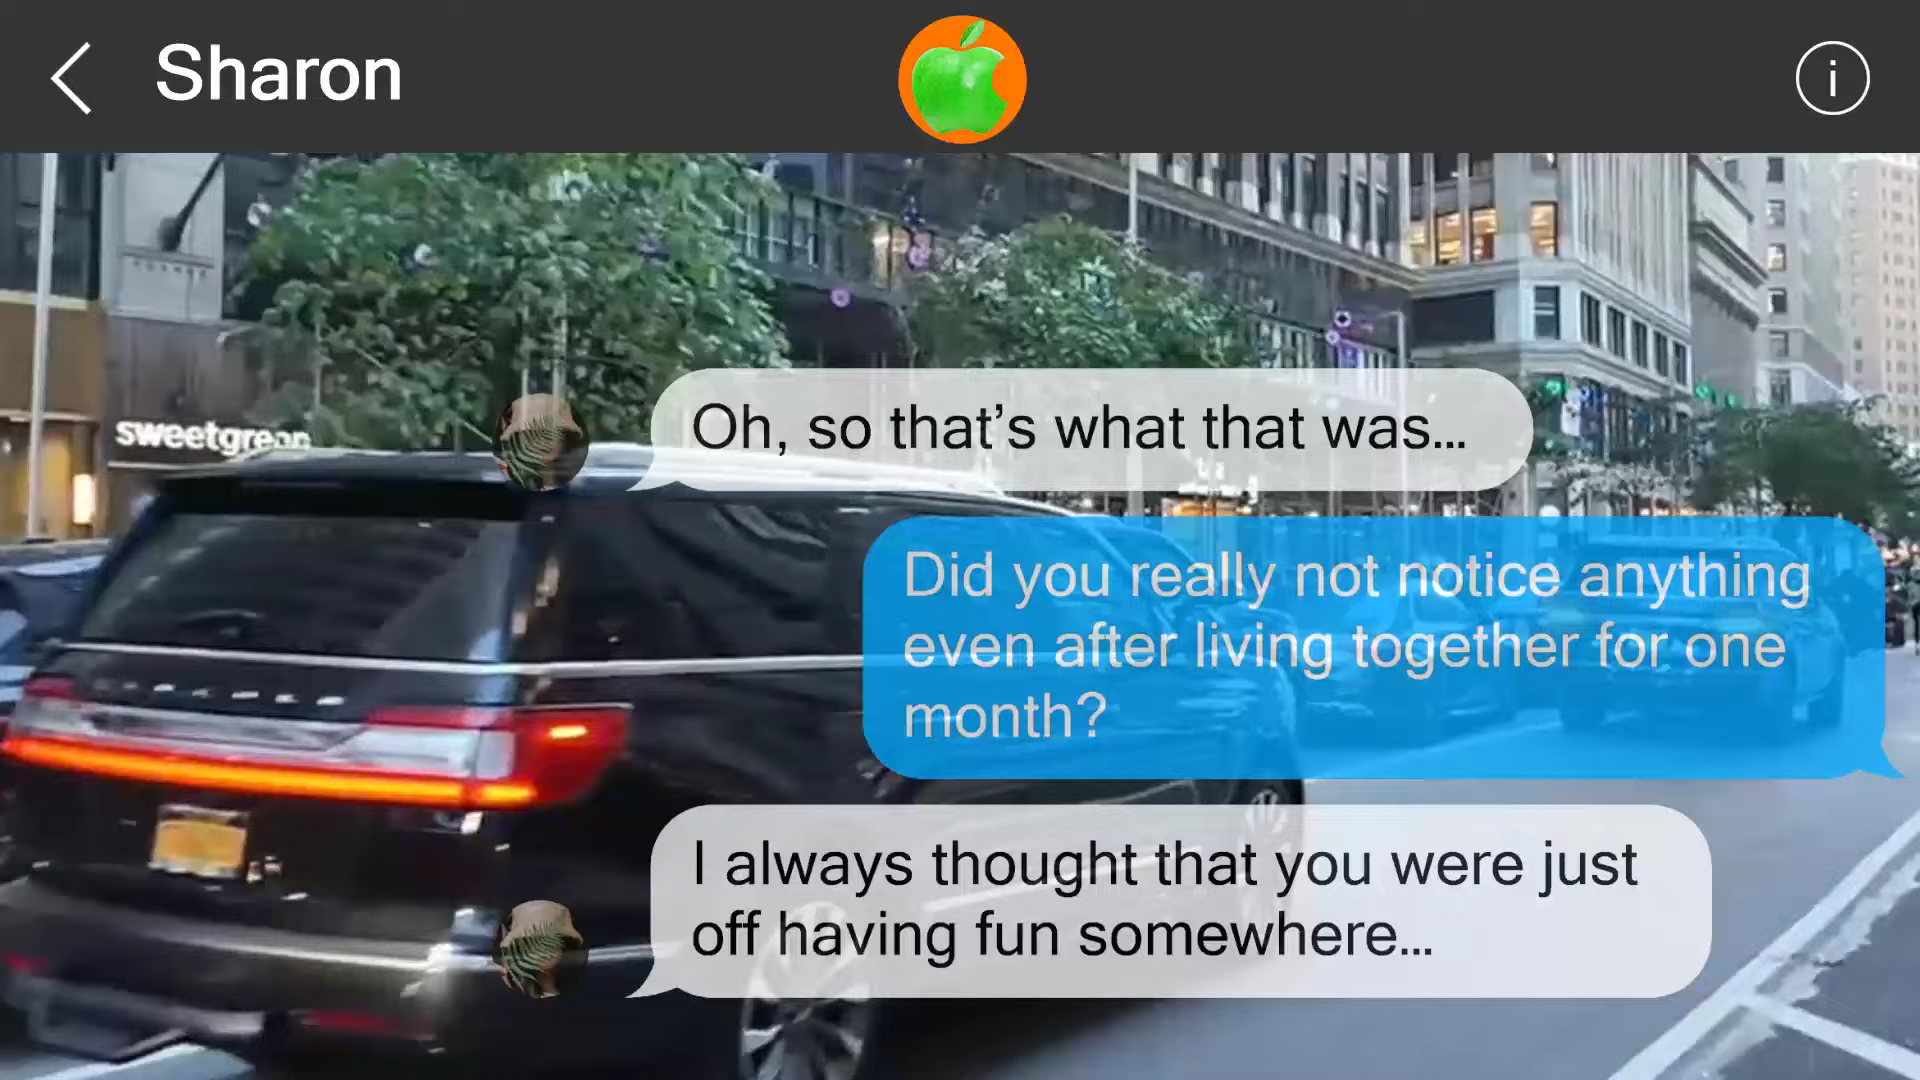 Sharon
sweetgreen
Oh, so that’s what that was...
Did you really not notice anything
even after living together for one
month?
I always thought that you were just
off having fun somewhere...